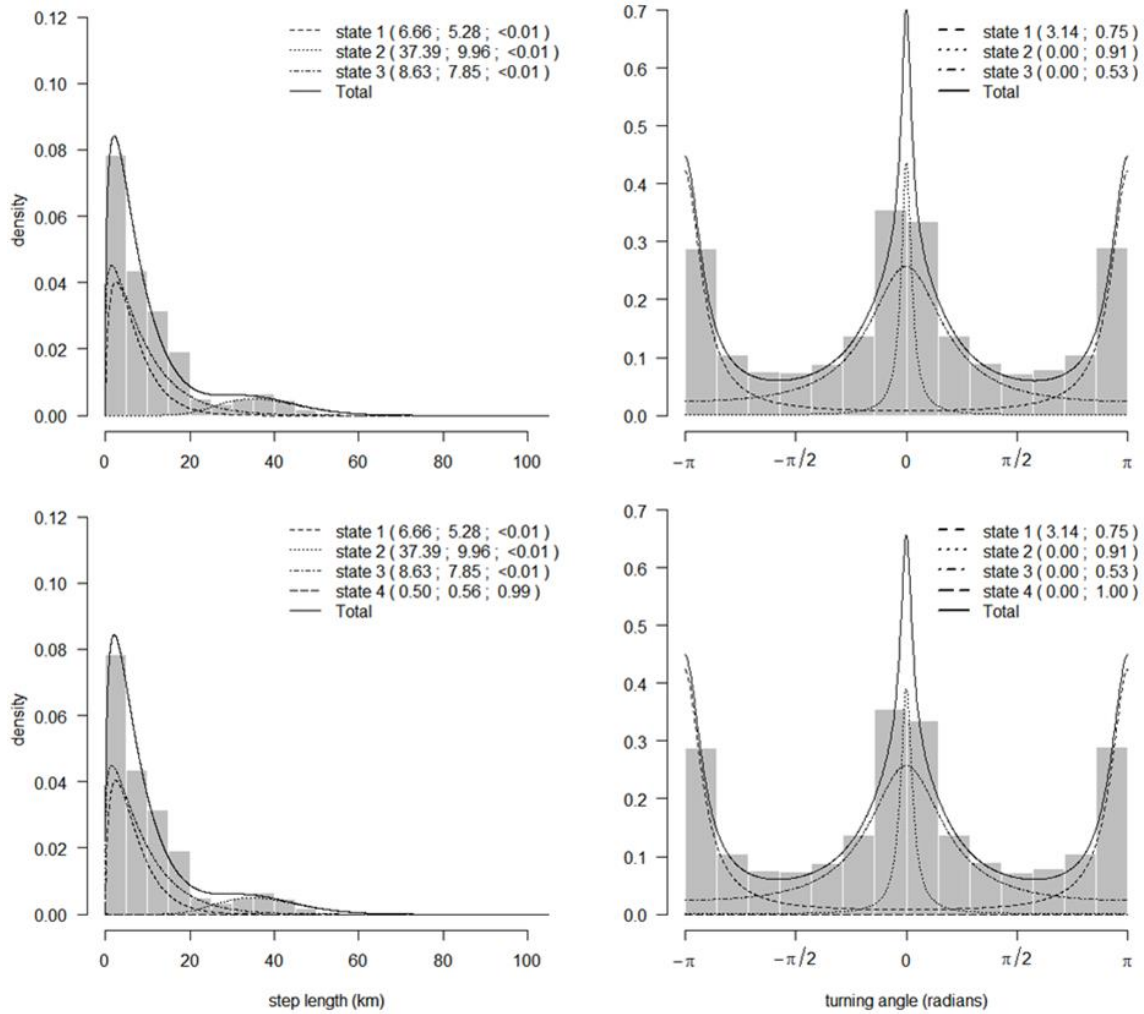 0.12
0.10
0.08
0.06
0.04
0.02
0.00
density
0 20 40 60 80 100
state 1 ( 6.66 ; 5.28 ; <0.01 )
state 2 ( 37.39 ; 9.96 ; <0.01 )
state 3 ( 8.63 ; 7.85 ; <0.01 )
Total
0.7
0.6
0.5
0.4
0.3
0.2
0.1
0.0
−π −π/2 0 π/2 π
state 1 ( 3.14 ; 0.75 )
state 2 ( 0.00 ; 0.91 )
state 3 ( 0.00 ; 0.53 )
Total
0.12
0.10
0.08
0.06
0.04
0.02
0.00
density
0 20 40 60 80 100
step length (km)
state 1 ( 6.66 ; 5.28 ; <0.01 )
state 2 ( 37.39 ; 9.96 ; <0.01 )
state 3 ( 8.63 ; 7.85 ; <0.01 )
state 4 ( 0.50 ; 0.56 ; 0.99 )
Total
0.7
0.6
0.5
0.4
0.3
0.2
0.1
0.0
−π −π/2 0 π/2 π
turning angle (radians)
state 1 ( 3.14 ; 0.75 )
state 2 ( 0.00 ; 0.91 )
state 3 ( 0.00 ; 0.53 )
state 4 ( 0.00 ; 1.00 )
Total